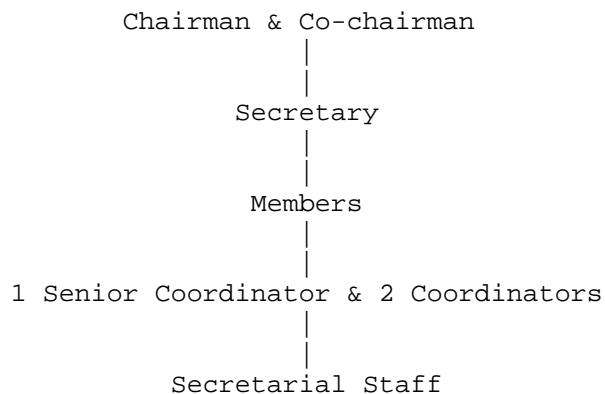 Chairman & Co-chairman
Secretary
Members
1 Senior Coordinator & 2 Coordinators
Secretarial Staff